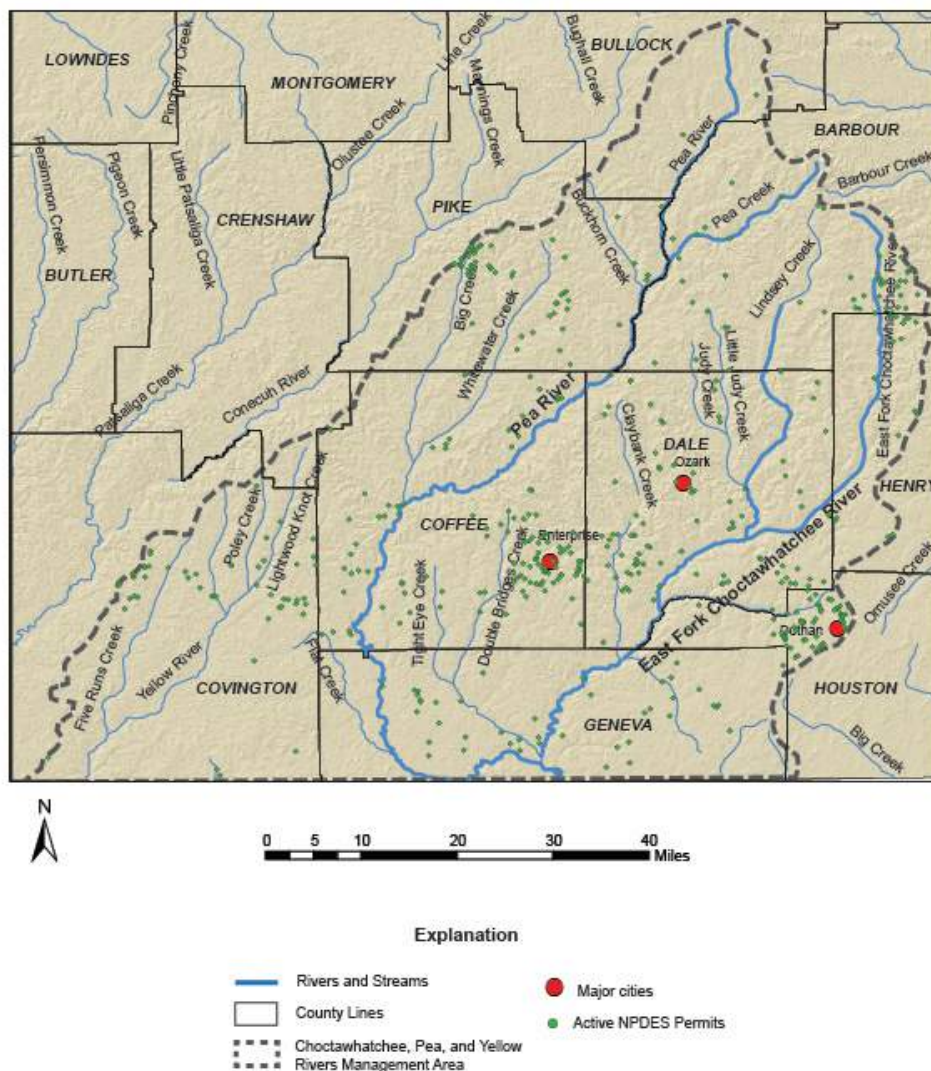 LOWNDES
Pinchony Creek
MONTGOMERY
Line Creek
Bughall Creek
BULLOCK
Mannings Creek
Olustee Creek
Persimmon Creek
Pigeon Creek
Little Patsaliga Creek
CRENSHAW
PIKE
Buckhorn Creek
Pea River
Pea Creek
BARBOUR
Barbour Creek
BUTLER
Big Creek
Whitewater Creek
Lindsey Creek
East Fork Choctawhatchee River
Patsaliga Creek
Conecuh River
Pea River
Judy Creek
Little Judy Creek
Claybank Creek
DALE
Ozark
HENRY
Poley Creek
Lightwood Knot Creek
COFFEE
Enterprise
Tight Eye Creek
Double Bridges Creek
East Fork Choctawhatchee River
Omusee Creek
Dothan
Five Runs Creek
Yellow River
COVINGTON
Flat Creek
GENEVA
HOUSTON
Big Creek
N
0 5 10 20 30 40
Miles
Explanation
Rivers and Streams
County Lines
Choctawhatchee, Pea, and Yellow
Rivers Management Area
Major cities
Active NPDES Permits